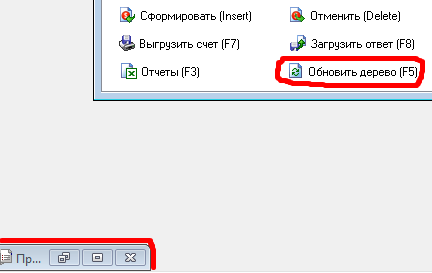 Сформировать (Insert) Отменить (Delete)
Выгрузить счет (F7) Загрузить ответ (F8)
Отчеты (F3) Обновить дерево (F5)
Пр...